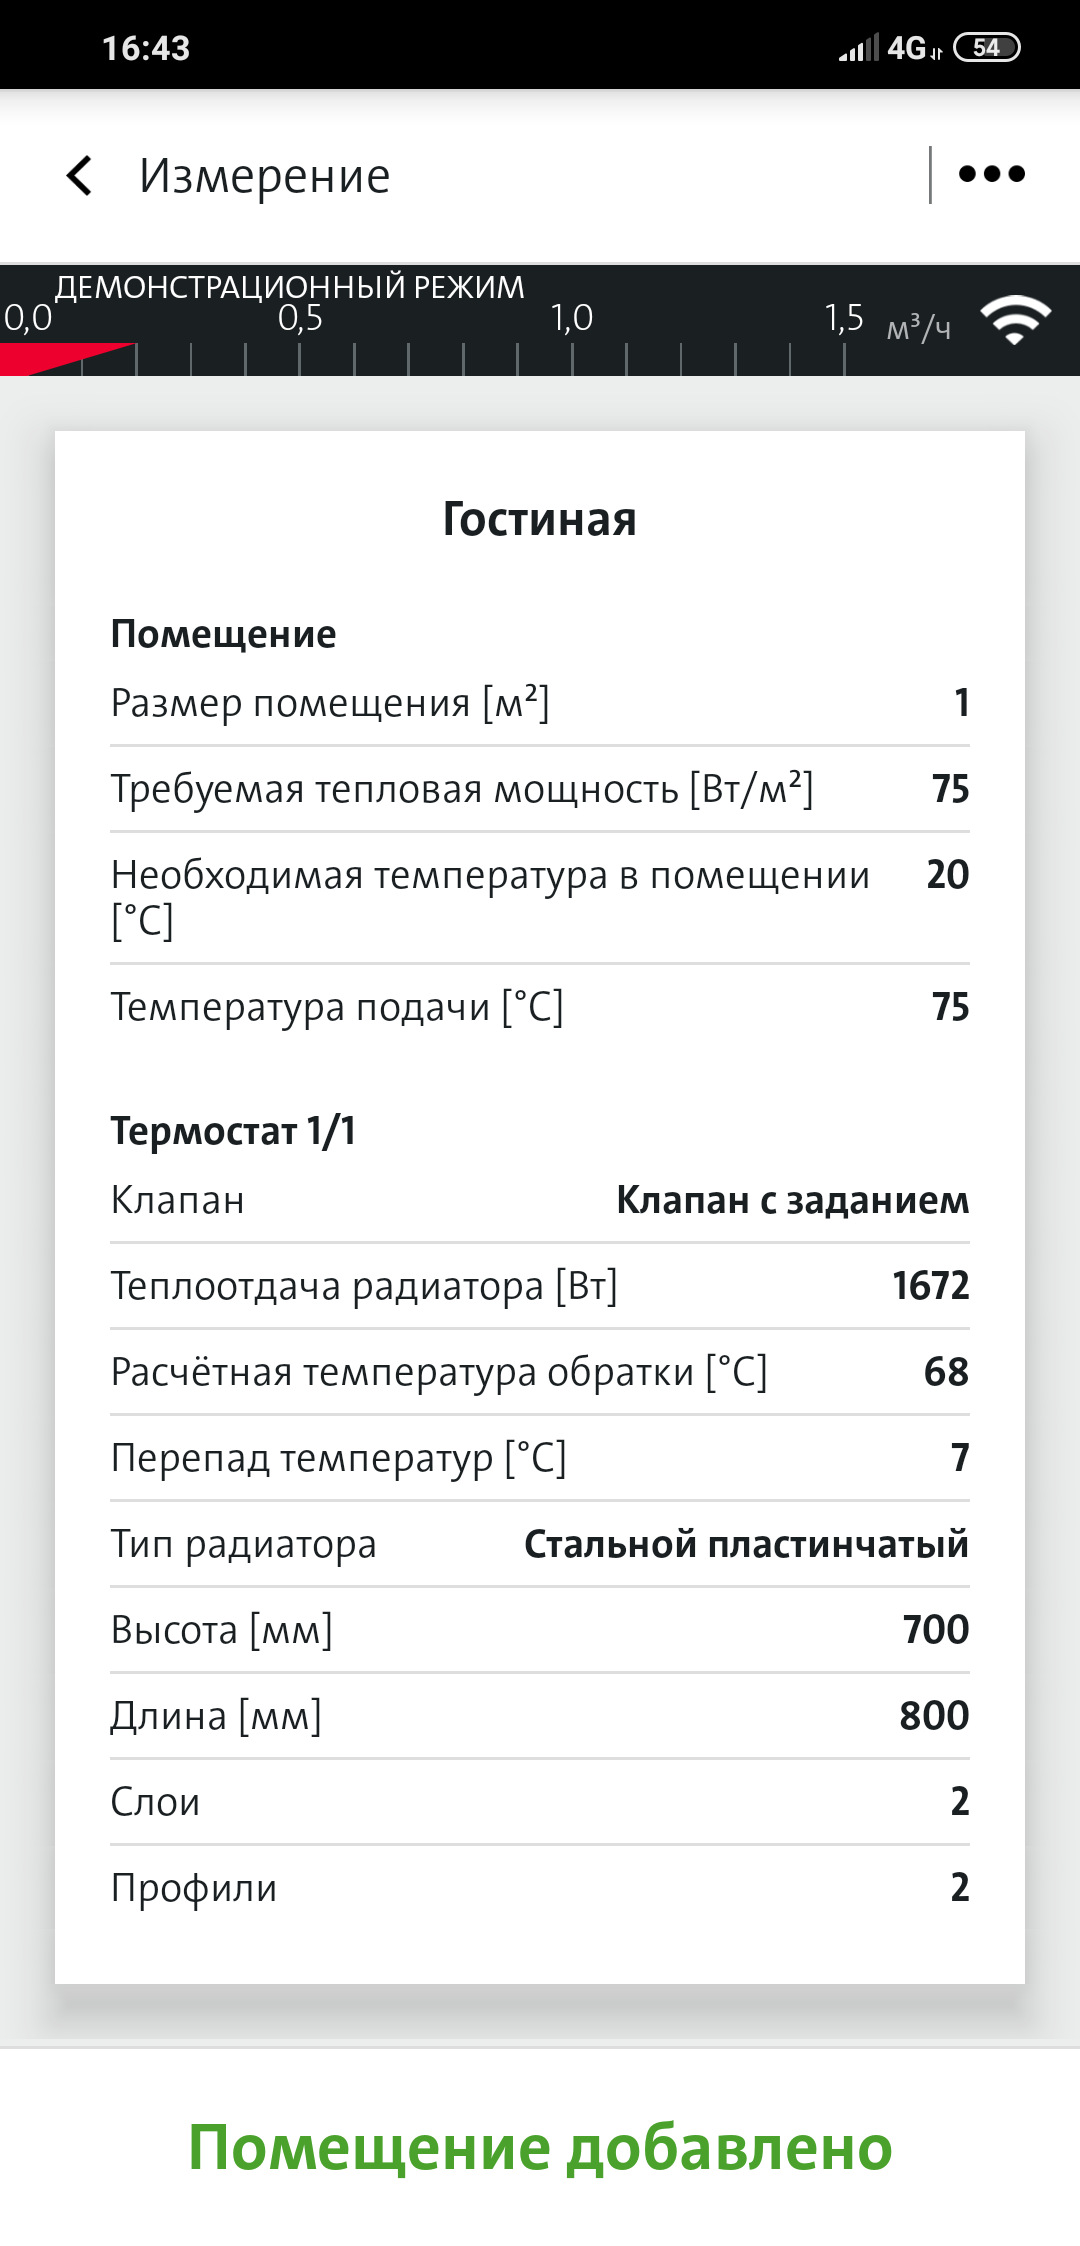 16:43
4G 54
Измерение
ДЕМОНСТРАЦИОННЫЙ РЕЖИМ
0,0 0,5 1,0 1,5 м³/ч
Гостиная
Помещение
Размер помещения [м²] 1
Требуемая тепловая мощность [Вт/м²] 75
Необходимая температура в помещении 20
[°C]
Температура подачи [°C] 75
Термостат 1/1
Клапан Клапан с заданием
Теплоотдача радиатора [Вт] 1672
Расчётная температура обратки [°C] 68
Перепад температур [°C] 7
Тип радиатора Стальной пластинчатый
Высота [мм] 700
Длина [мм] 800
Слои 2
Профили 2
Помещение добавлено